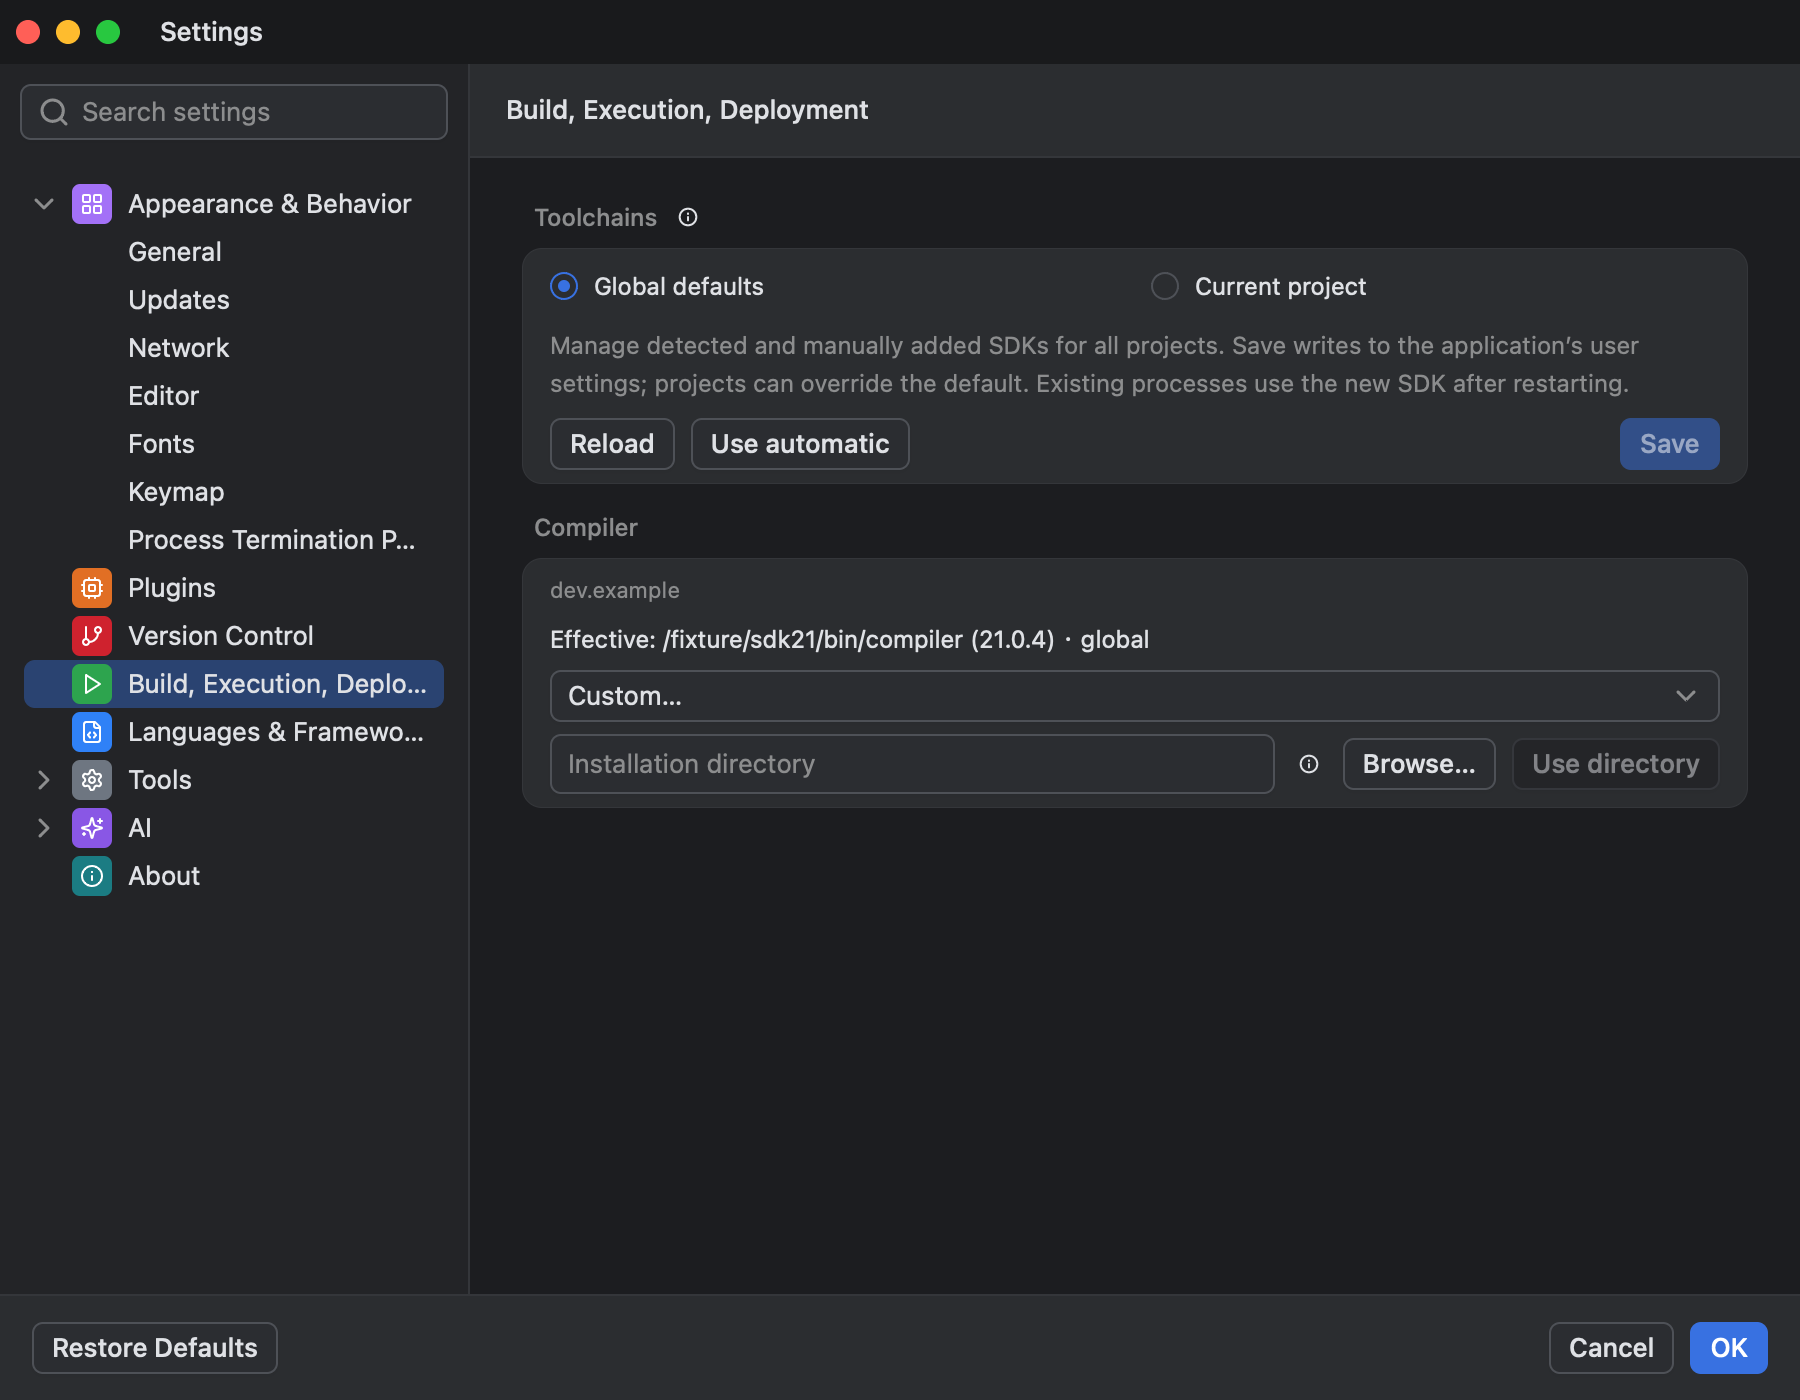 Settings
Search settings
Appearance & Behavior
General
Updates
Network
Editor
Fonts
Keymap
Process Termination P...
Plugins
Version Control
Build, Execution, Deplo...
Languages & Framewo...
Tools
AI
About
Build, Execution, Deployment
Toolchains
Global defaults
Current project
Manage detected and manually added SDKs for all projects. Save writes to the application’s user
settings; projects can override the default. Existing processes use the new SDK after restarting.
Reload
Use automatic
Save
Compiler
dev.example
Effective: /fixture/sdk21/bin/compiler (21.0.4) · global
Custom...
Installation directory
Browse...
Use directory
Restore Defaults
Cancel
OK